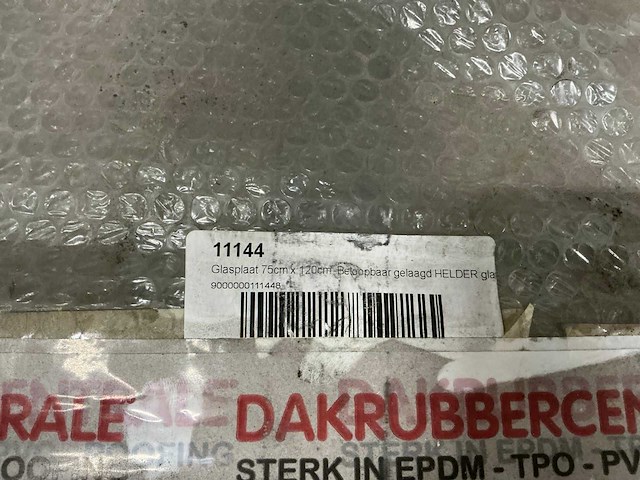 11144
Glasplaat 75cm x 120cm Beloopbaar gelaagd HELDER gla
9000000111448
RALE DAKRUBBERCEN
STERK IN EPDM - TPO - PV